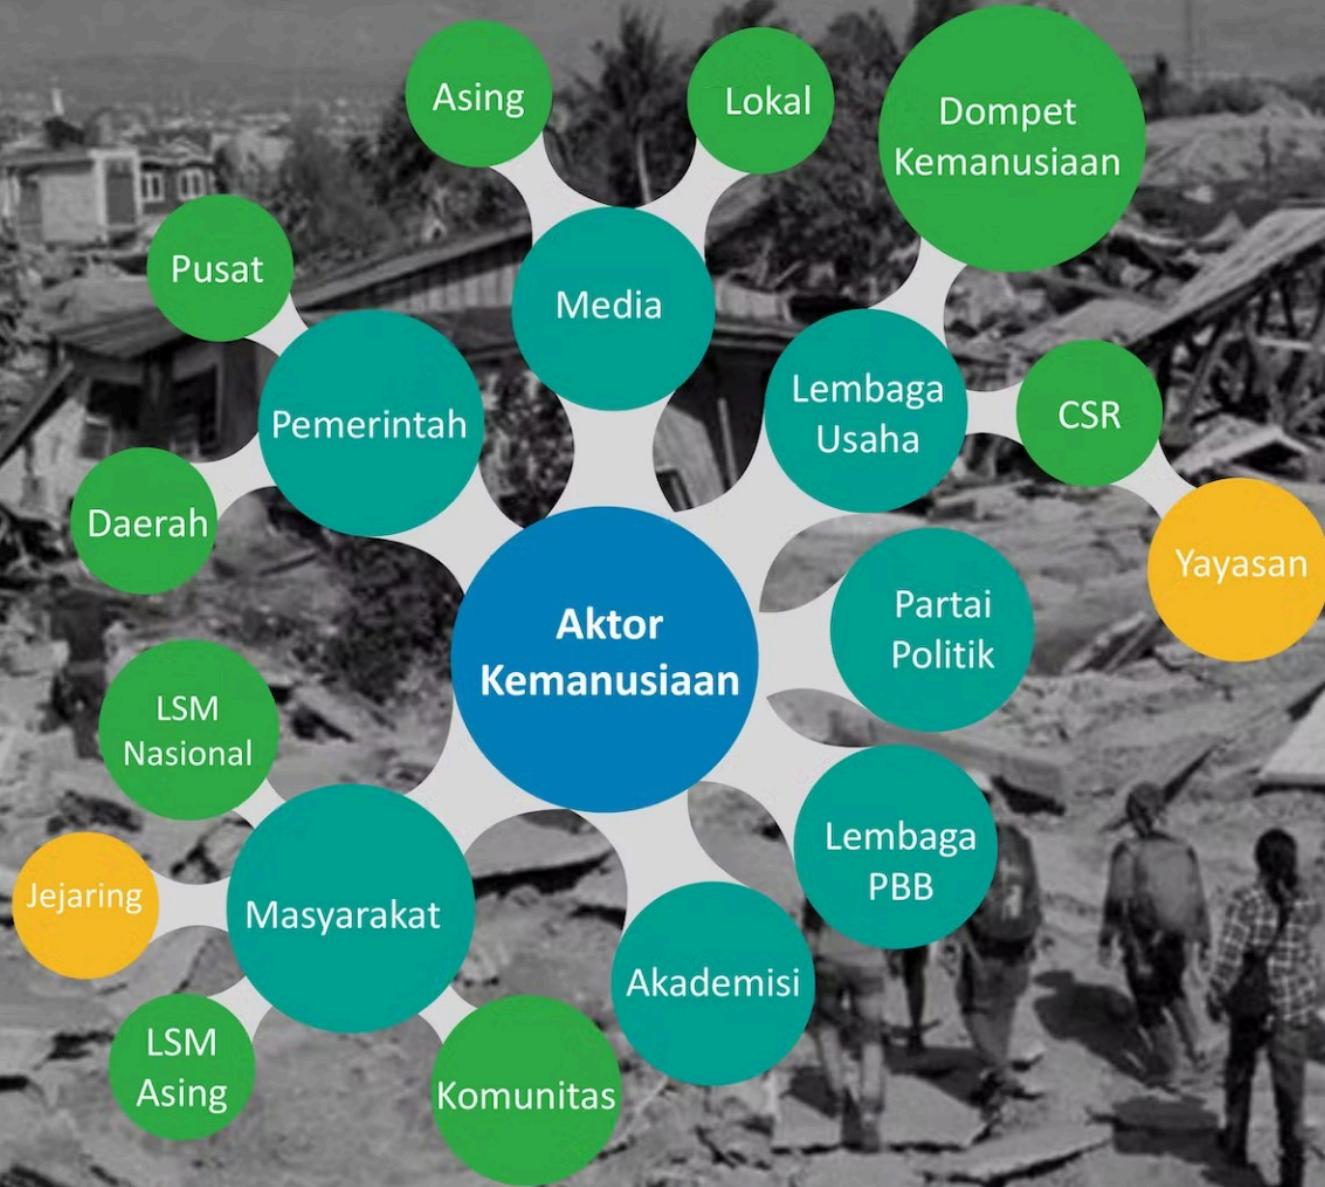 Asing
Lokal
Dompet
Kemanusiaan
Pusat
Media
Pemerintah
Lembaga
Usaha
CSR
Daerah
Yayasan
Aktor
Kemanusiaan
Partai
Politik
LSM
Nasional
Lembaga
PBB
Jejaring
Masyarakat
Akademisi
LSM
Asing
Komunitas